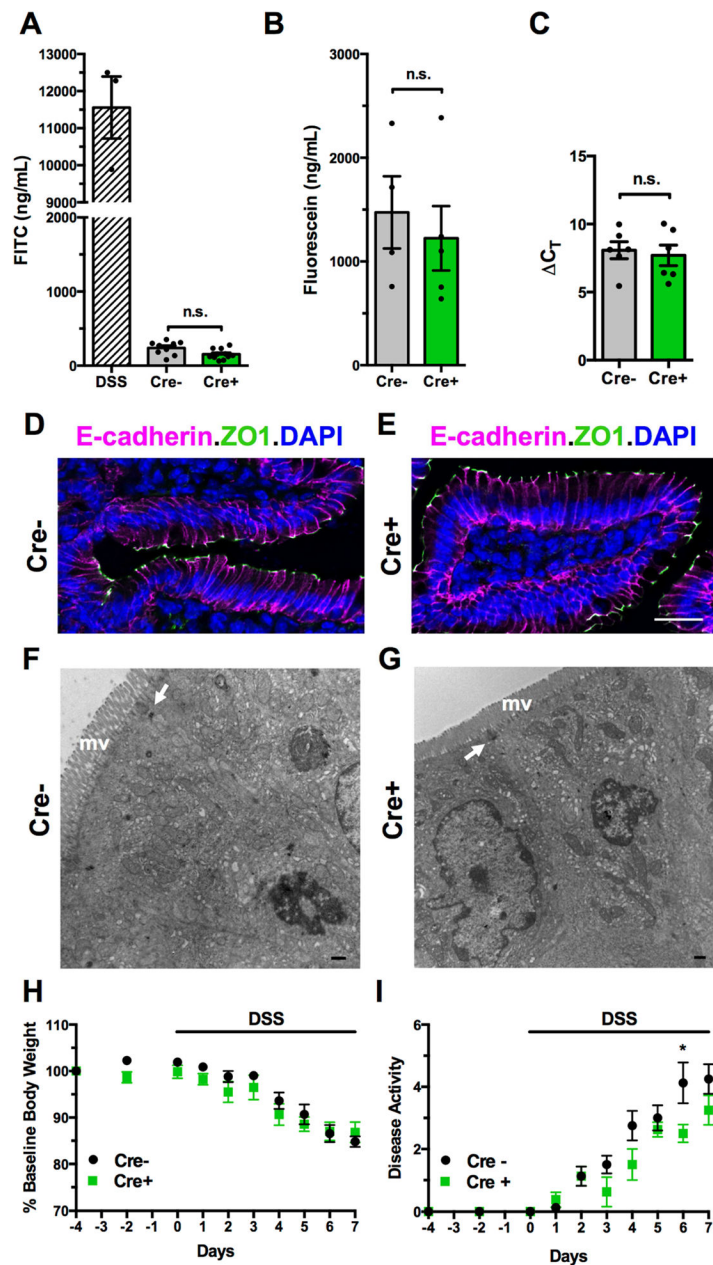 A
B
C
13000
12000
11000
10000
9000
2000
1000
0
FITC (ng/mL)
n.s.
DSS
Cre-
Cre+
3000
2000
1000
0
Fluorescein (ng/mL)
n.s.
Cre-
Cre+
15
10
5
0
ΔCT
n.s.
Cre-
Cre+
D
E-cadherin.ZO1.DAPI
Cre-
E
E-cadherin.ZO1.DAPI
Cre+
F
mv
Cre-
G
mv
Cre+
H
DSS
110
100
90
80
70
% Baseline Body Weight
Cre-
Cre+
-4 -3 -2 -1 0 1 2 3 4 5 6 7
Days
I
DSS
6
4
2
0
Disease Activity
*
Cre -
Cre +
-4 -3 -2 -1 0 1 2 3 4 5 6 7
Days